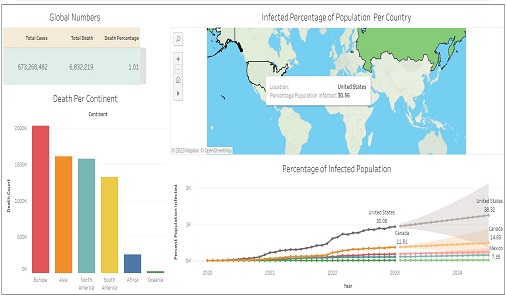 Global Numbers
Total Cases Total Death Death Percentage
673,268,482 6,832,219 1.01
Death Per Continent
Continent
Death Count
2000K
1500K
1000K
500K
0K
Europe Asia North America South America Africa Oceania
Infected Percentage of Population Per Country
Location: United States
Percentage Population Infected: 30.56
© 2023 Mapbox © OpenStreetMap
Percentage of Infected Population
Percent Population Infected
2K
1K
0K
United States
30.06
Canada
11.91
United States
38.32
Canada
14.83
Mexico
7.95
2020 2021 2022 2023 2024
Year